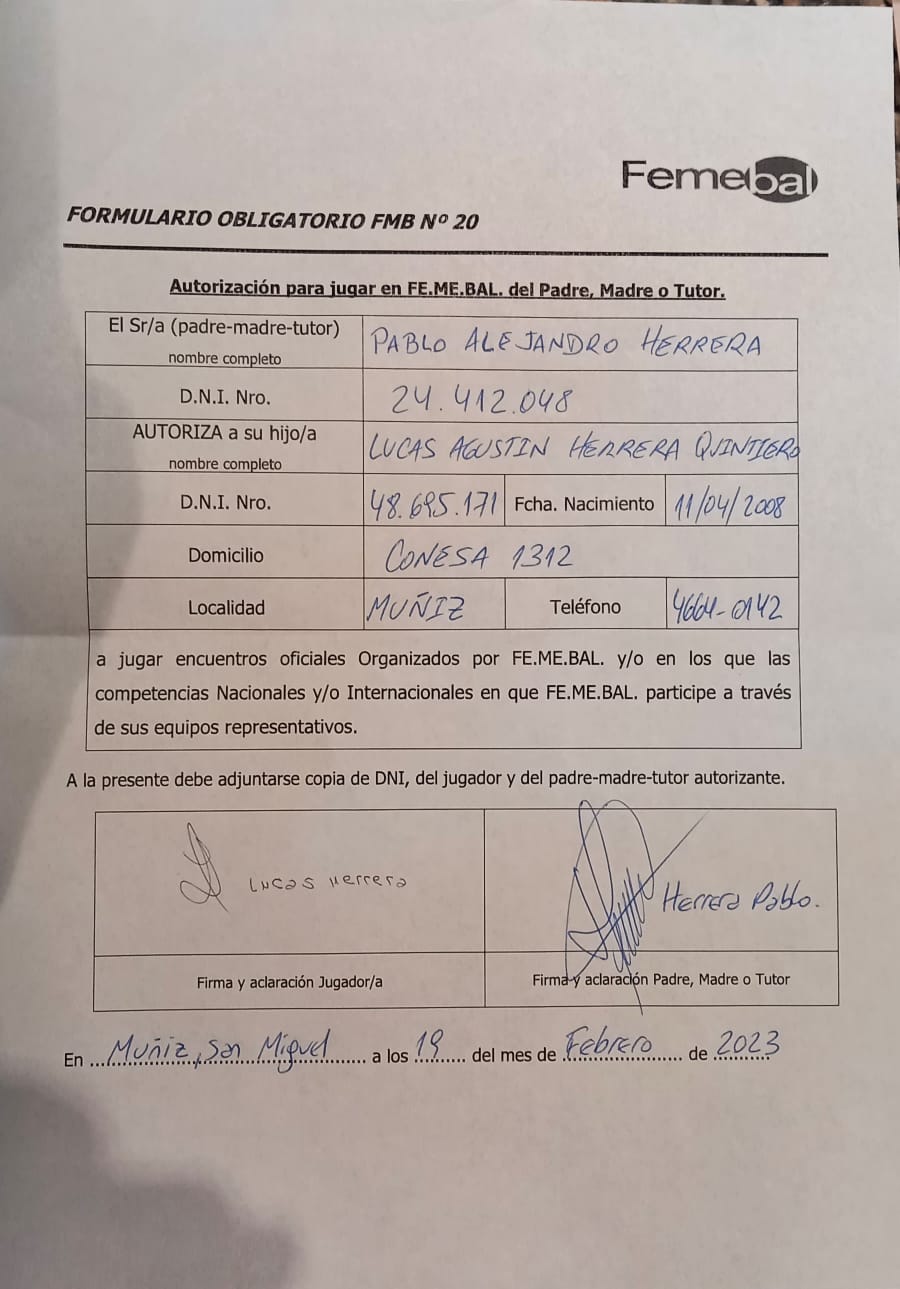 Femebal
FORMULARIO OBLIGATORIO FMB Nº 20
Autorización para jugar en FE.ME.BAL. del Padre, Madre o Tutor.
El Sr/a (padre-madre-tutor) PABLO ALEJANDRO HERRERA
nombre completo
D.N.I. Nro. 24.412.048
AUTORIZA a su hijo/a LUCAS AGUSTIN HERRERA QUINTIERO
nombre completo
D.N.I. Nro. 48.695.171 Fcha. Nacimiento 11/04/2008
Domicilio CONESA 1312
Localidad MUÑIZ Teléfono 4664-0142
a jugar encuentros oficiales Organizados por FE.ME.BAL. y/o en los que las
competencias Nacionales y/o Internacionales en que FE.ME.BAL. participe a través
de sus equipos representativos.
A la presente debe adjuntarse copia de DNI, del jugador y del padre-madre-tutor autorizante.
Lucas Herrera Herrera Pablo.
Firma y aclaración Jugador/a Firma y aclaración Padre, Madre o Tutor
En ... Muñiz, San Miguel ... a los 19 ... del mes de Febrero ... de 2023